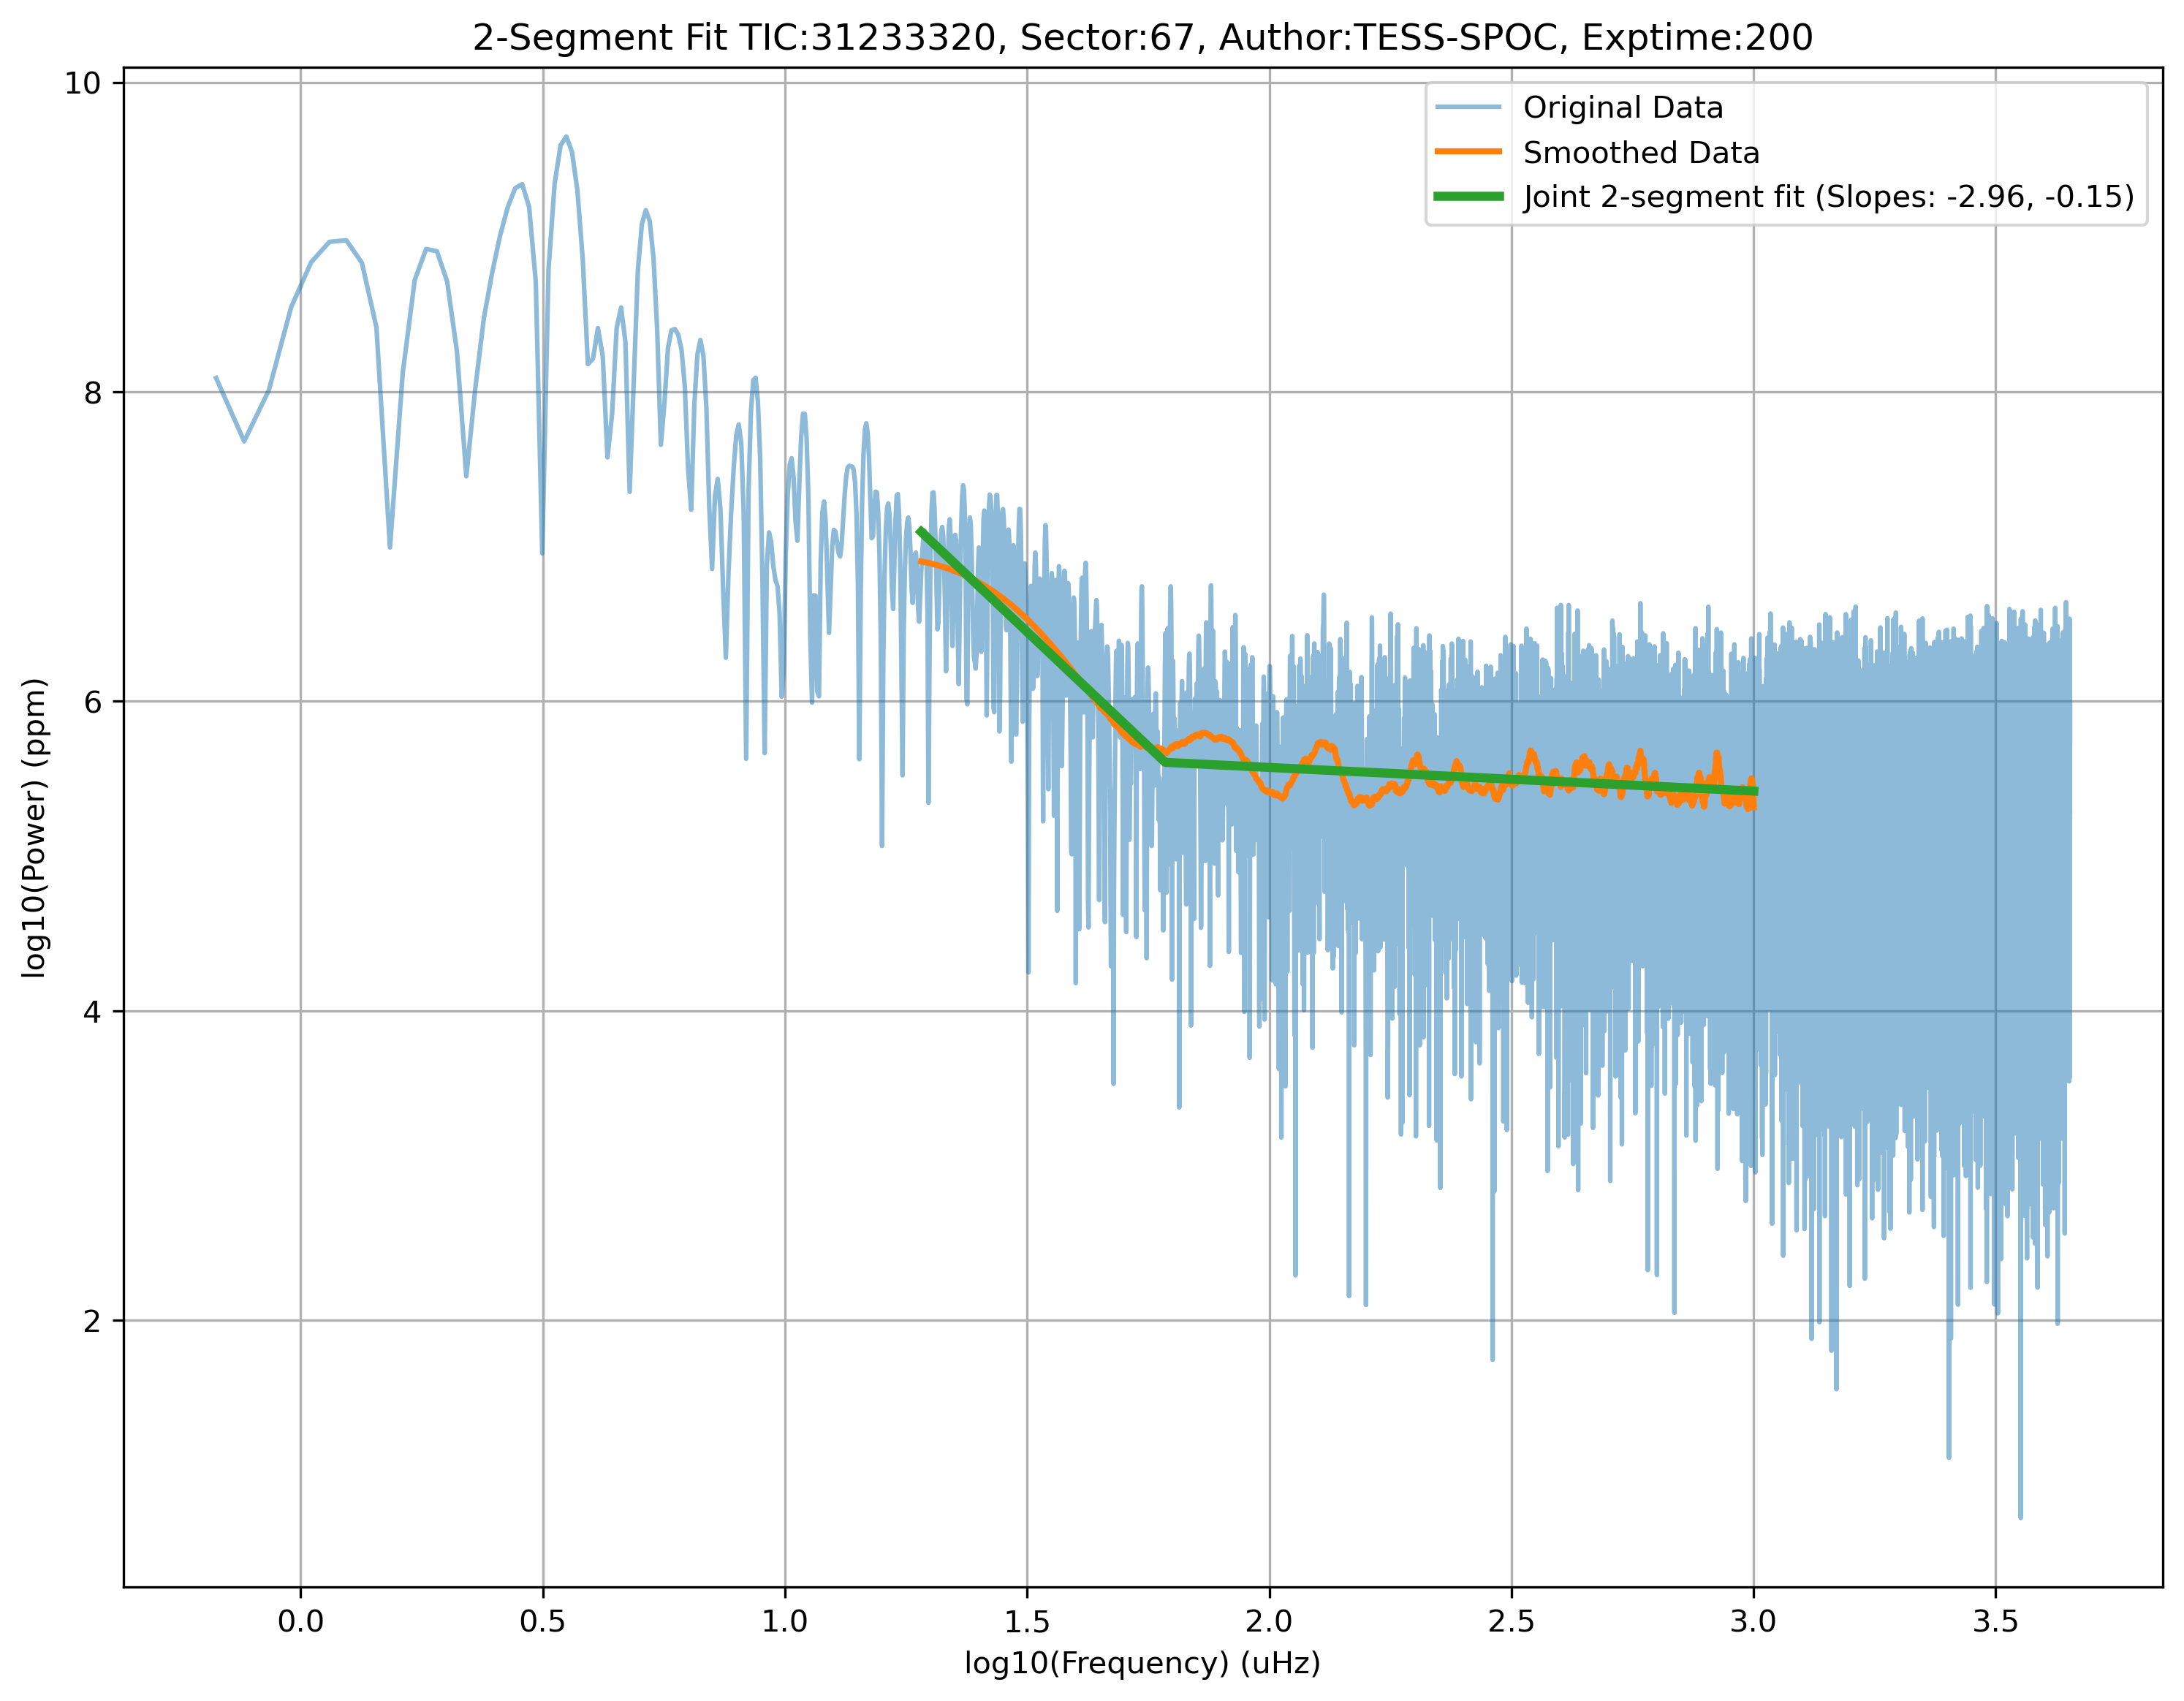 2-Segment Fit TIC:31233320, Sector:67, Author:TESS-SPOC, Exptime:200
Original Data
Smoothed Data
Joint 2-segment fit (Slopes: -2.96, -0.15)
log10(Power) (ppm)
10
8
6
4
2
0.0 0.5 1.0 1.5 2.0 2.5 3.0 3.5
log10(Frequency) (uHz)